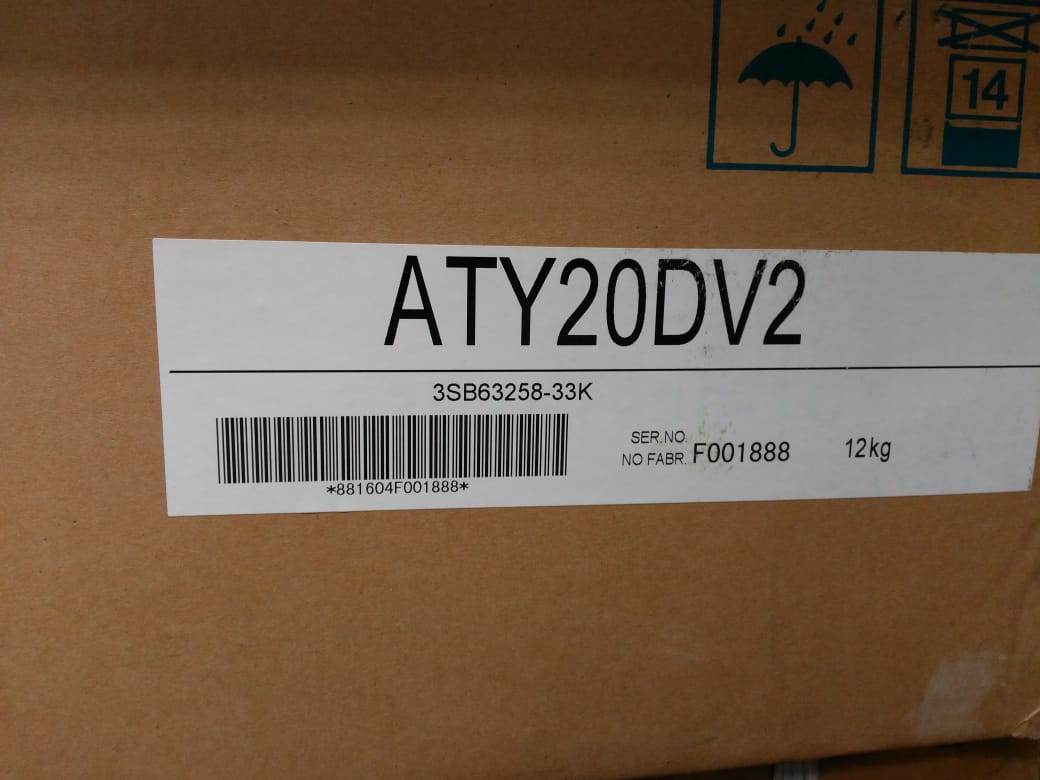 14
ATY20DV2
3SB63258-33K
*881604F001888*
SER.NO.
NO FABR. F001888
12kg